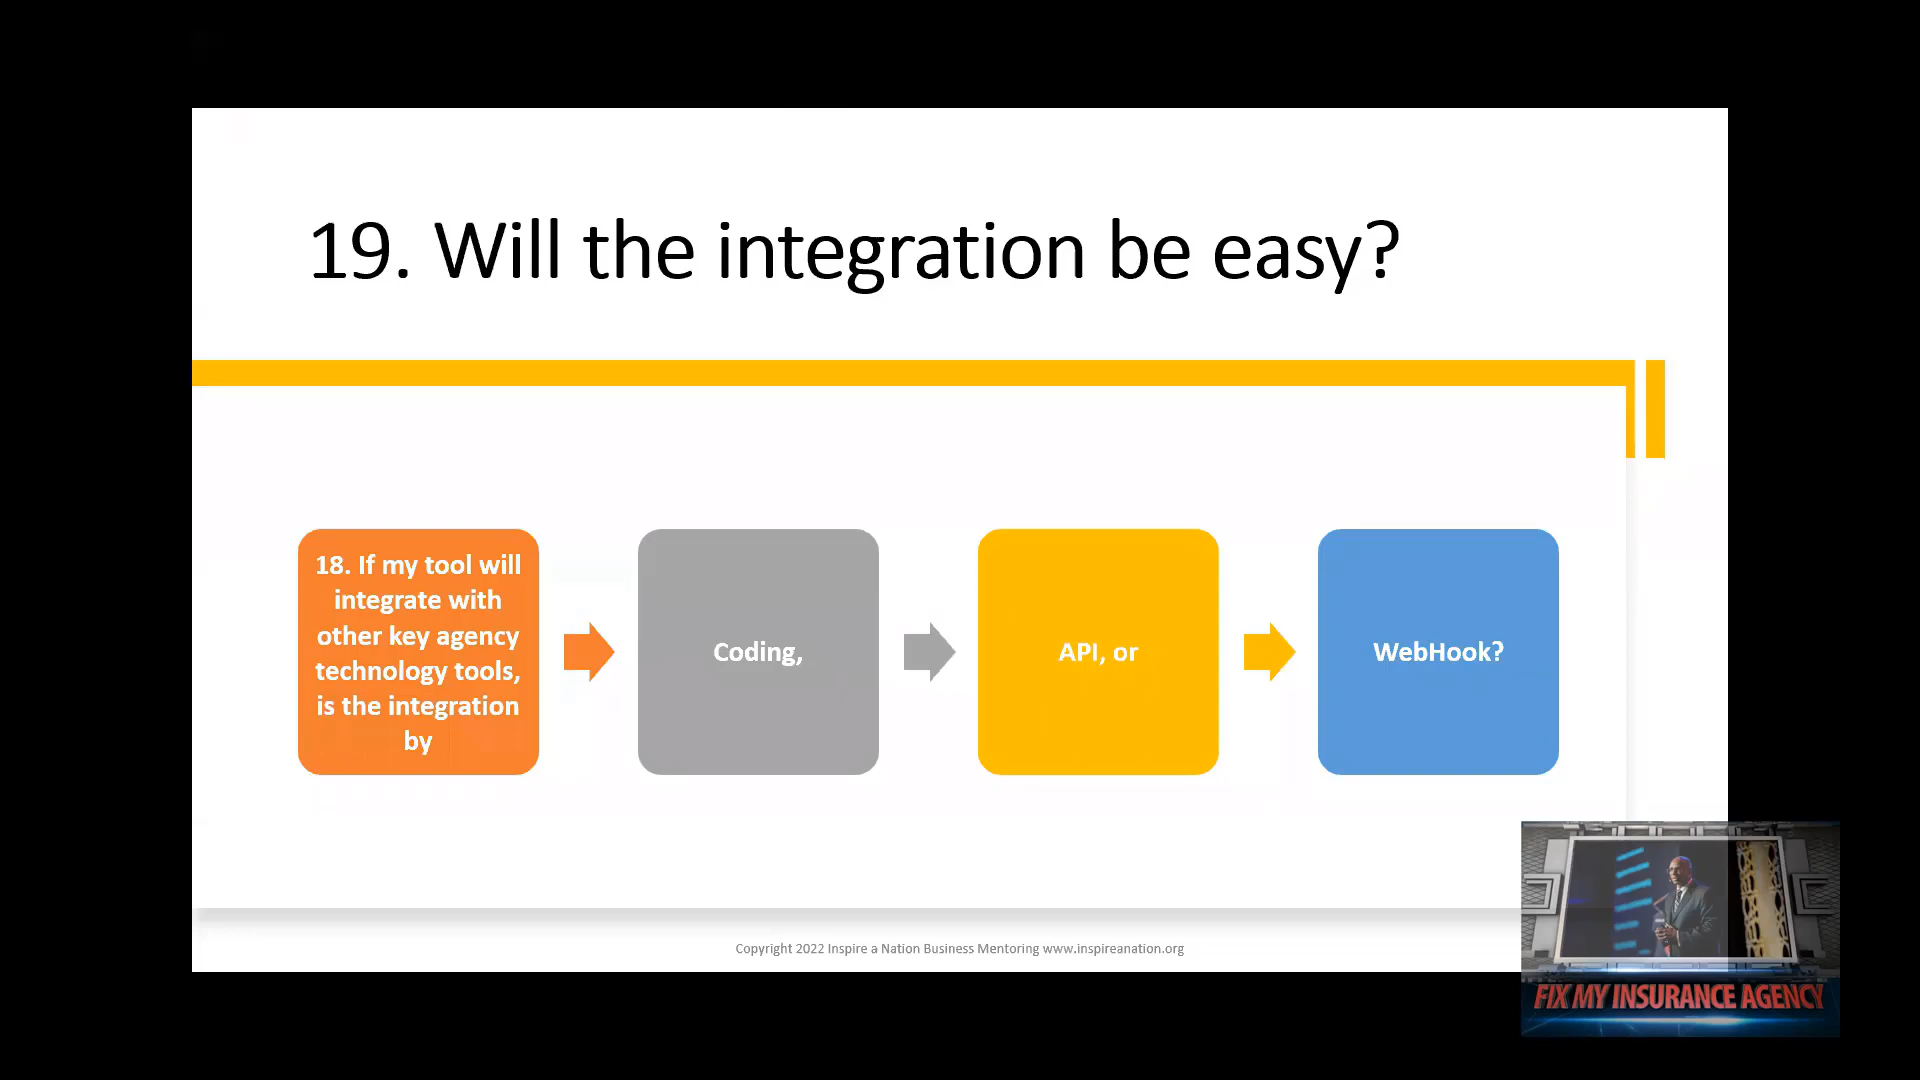 19. Will the integration be easy?
18. If my tool will
integrate with
other key agency
technology tools,
is the integration
by
Coding,
API, or
WebHook?
Copyright 2022 Inspire a Nation Business Mentoring www.inspireanation.org
FIX MY INSURANCE AGENCY